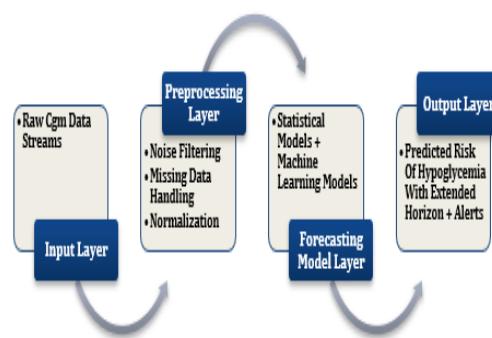 • Raw Cgm Data
Streams
Input Layer
Preprocessing
Layer
• Noise Filtering
• Missing Data
Handling
• Normalization
• Statistical
Models +
Machine
Learning Models
Forecasting
Model Layer
Output Layer
• Predicted Risk
Of Hypoglycemia
With Extended
Horizon + Alerts